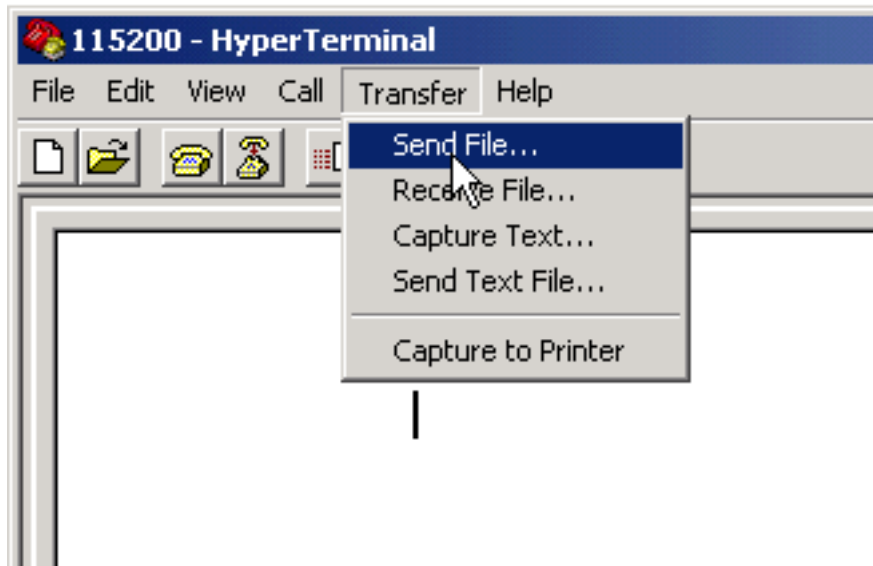 115200 - HyperTerminal
File Edit View Call Transfer Help
Send File...
Receive File...
Capture Text...
Send Text File...
Capture to Printer